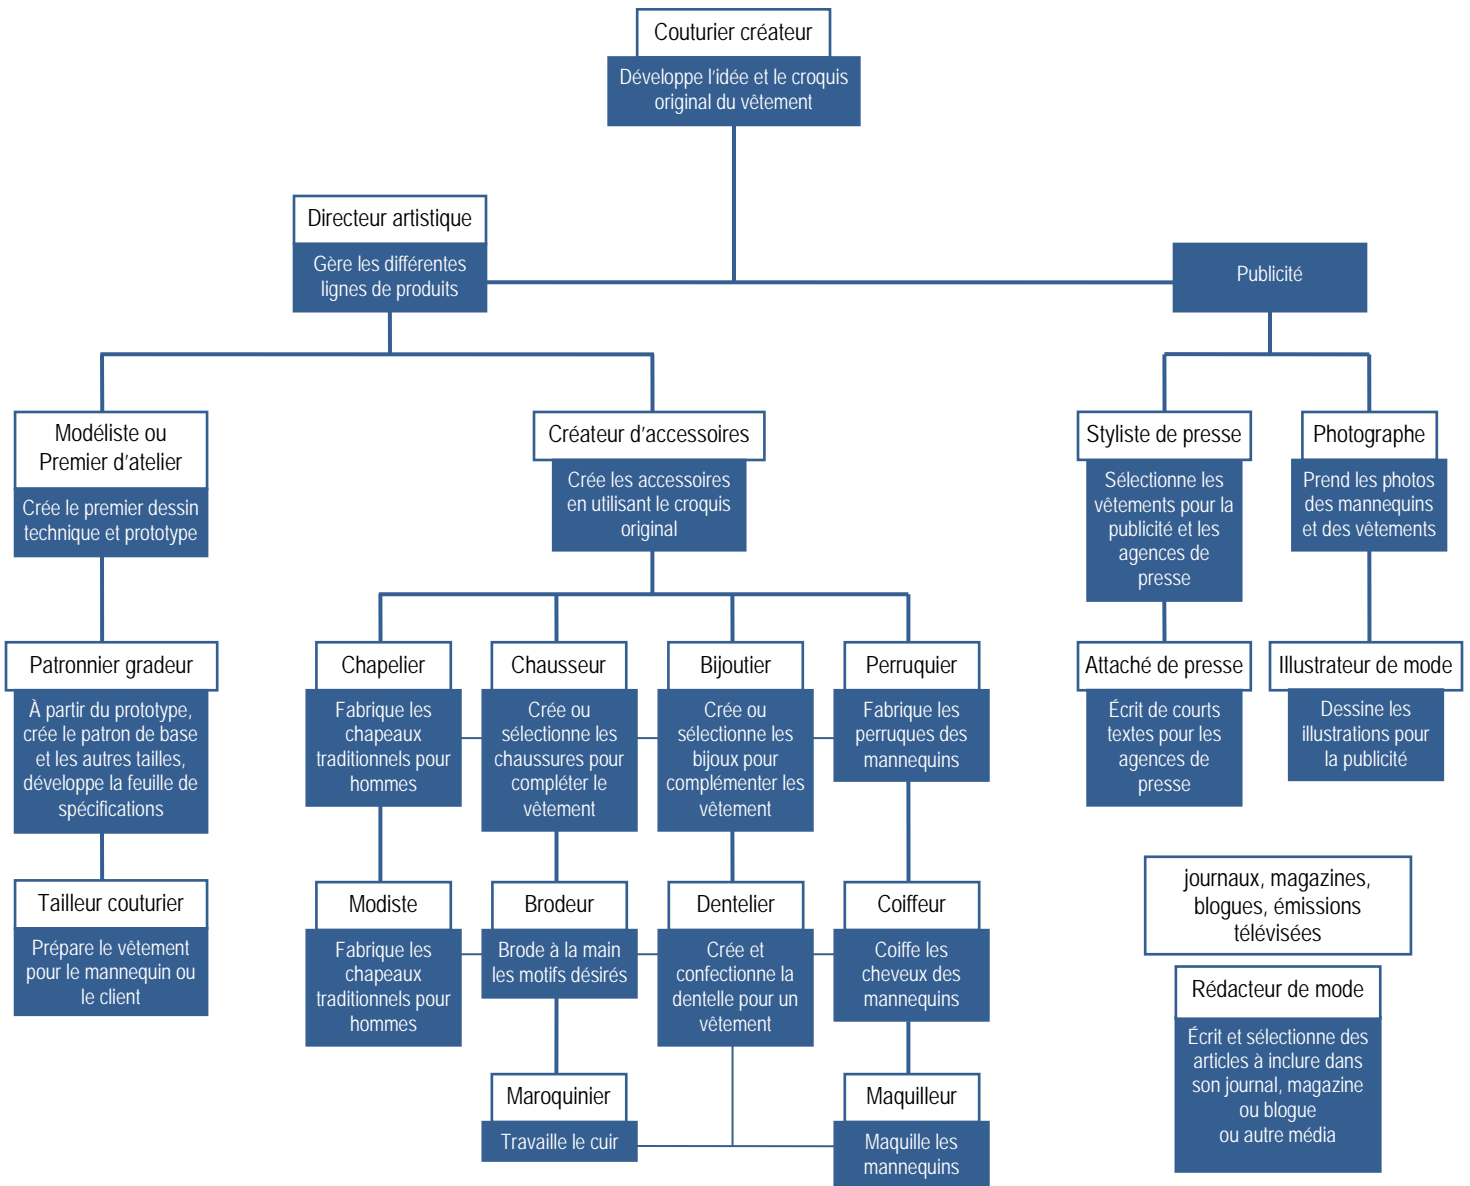 Couturier créateur
Développe l'idée et le croquis
original du vêtement
Directeur artistique
Gère les différentes
lignes de produits
Publicité
Modéliste ou
Premier d'atelier
Crée le premier dessin
technique et prototype
Créateur d'accessoires
Crée les accessoires
en utilisant le croquis
original
Styliste de presse
Sélectionne les
vêtements pour la
publicité et les
agences de
presse
Photographe
Prend les photos
des mannequins
et des vêtements
Patronnier gradeur
À partir du prototype,
crée le patron de base
et les autres tailles,
développe la feuille de
spécifications
Chapelier
Fabrique les
chapeaux
traditionnels pour
hommes
Chausseur
Crée ou
sélectionne les
chaussures pour
compléter le
vêtement
Bijoutier
Crée ou
sélectionne les
bijoux pour
complémenter les
vêtement
Perruquier
Fabrique les
perruques des
mannequins
Attaché de presse
Écrit de courts
textes pour les
agences de
presse
Illustrateur de mode
Dessine les
illustrations pour
la publicité
Tailleur couturier
Prépare le vêtement
pour le mannequin ou
le client
Modiste
Fabrique les
chapeaux
traditionnels pour
hommes
Brodeur
Brode à la main
les motifs désirés
Dentelier
Crée et
confectionne la
dentelle pour un
vêtement
Coiffeur
Coiffe les
cheveux des
mannequins
journaux, magazines,
blogues, émissions
télévisées
Rédacteur de mode
Écrit et sélectionne des
articles à inclure dans
son journal, magazine
ou blogue
ou autre média
Maroquinier
Travaille le cuir
Maquilleur
Maquille les
mannequins